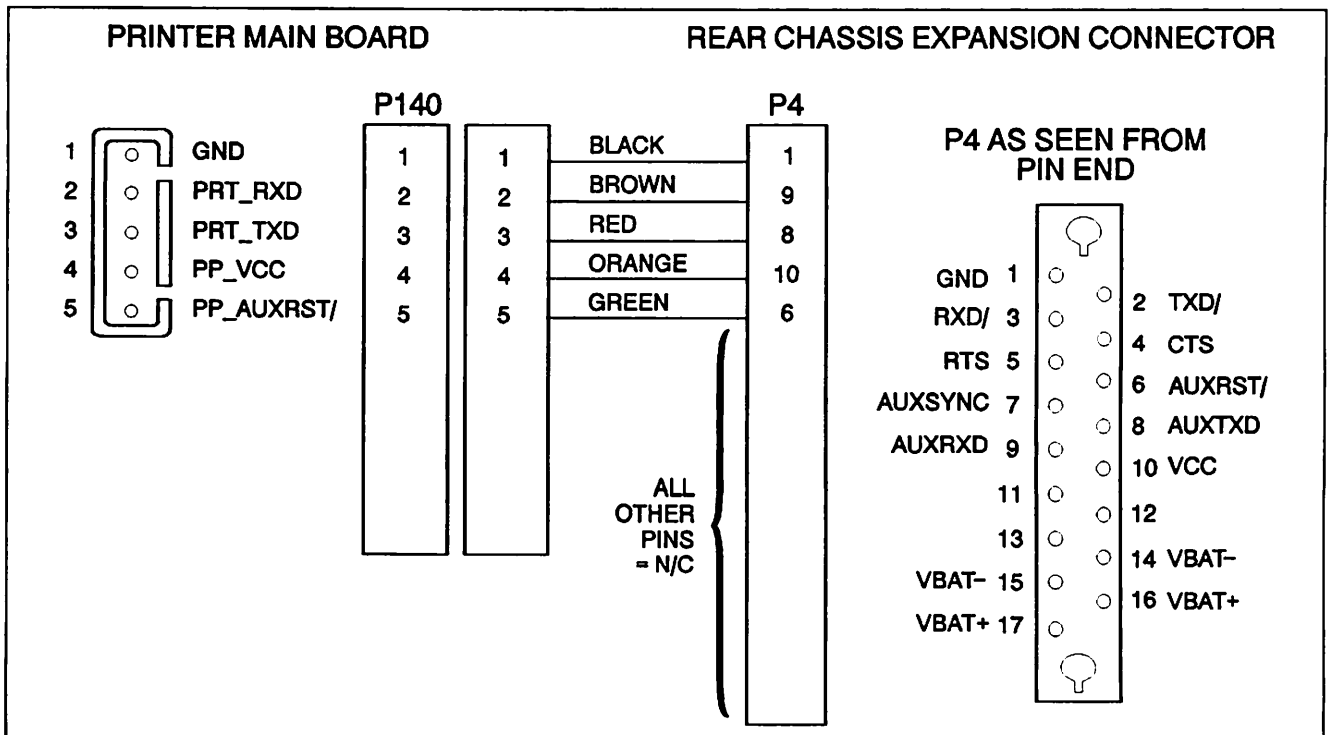 PRINTER MAIN BOARD
REAR CHASSIS EXPANSION CONNECTOR
P140
P4
1 GND
2 PRT_RXD
3 PRT_TXD
4 PP_VCC
5 PP_AUXRST/
1 1 BLACK 1
2 2 BROWN 9
3 3 RED 8
4 4 ORANGE 10
5 5 GREEN 6
ALL
OTHER
PINS
= N/C
P4 AS SEEN FROM
PIN END
GND 1
2 TXD/
RXD/ 3
4 CTS
RTS 5
6 AUXRST/
AUXSYNC 7
8 AUXTXD
AUXRXD 9
10 VCC
11
12
13
14 VBAT–
VBAT– 15
16 VBAT+
VBAT+ 17